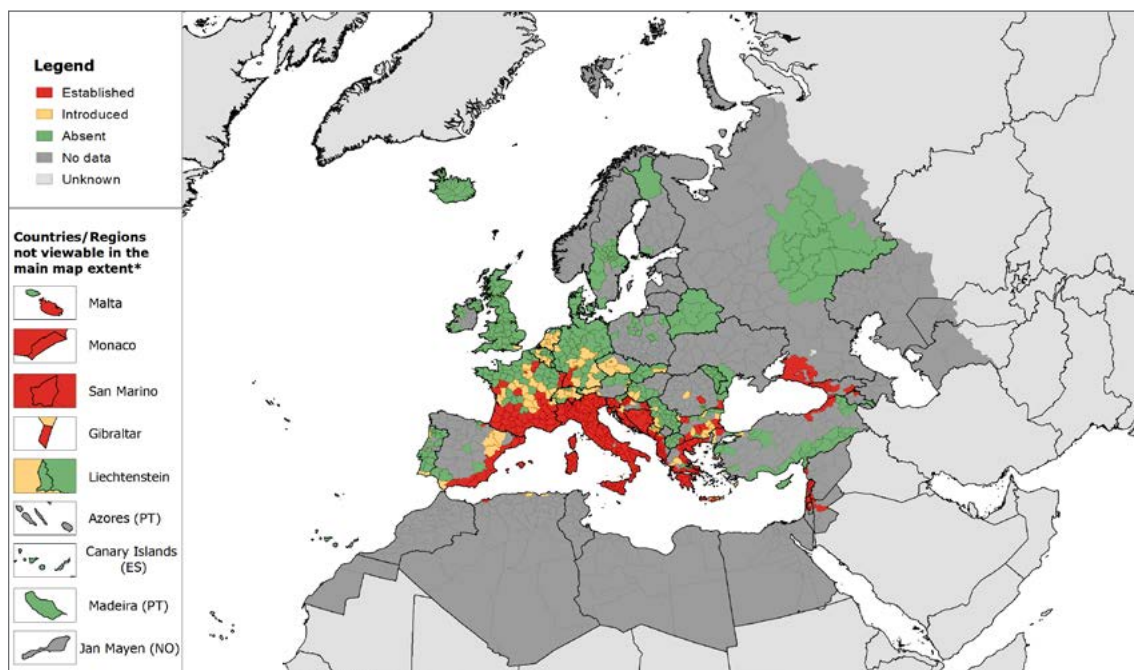 Legend
Established
Introduced
Absent
No data
Unknown
Countries/Regions
not viewable in the
main map extent*
Malta
Monaco
San Marino
Gibraltar
Liechtenstein
Azores (PT)
Canary Islands
(ES)
Madeira (PT)
Jan Mayen (NO)